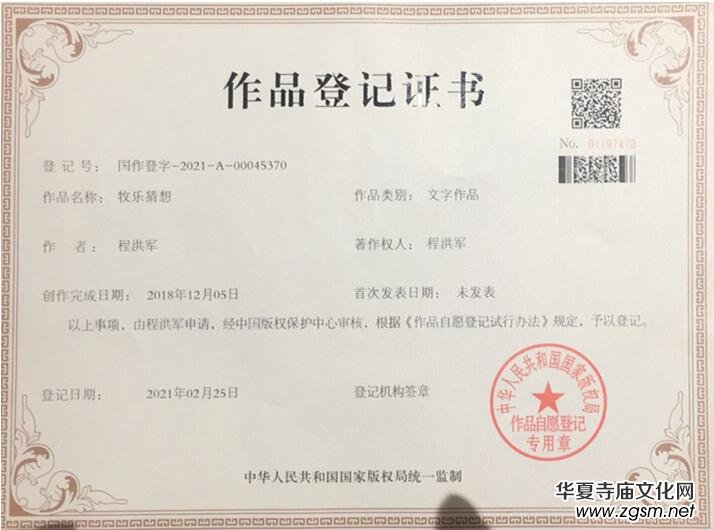 作品登记证书
No. 01197473
登 记 号： 国作登字-2021-A-00045370
作品名称： 牧乐猜想 作品类别： 文字作品
作 者： 程洪军 著作权人： 程洪军
创作完成日期： 2018年12月05日 首次发表日期： 未发表
以上事项，由程洪军申请，经中国版权保护中心审核，根据《作品自愿登记试行办法》规定，予以登记。
登记日期： 2021年02月25日 登记机构签章
中华人民共和国国家版权局
作品自愿登记
专用章
中华人民共和国国家版权局统一监制
华夏寺庙文化网
www.zgsm.net